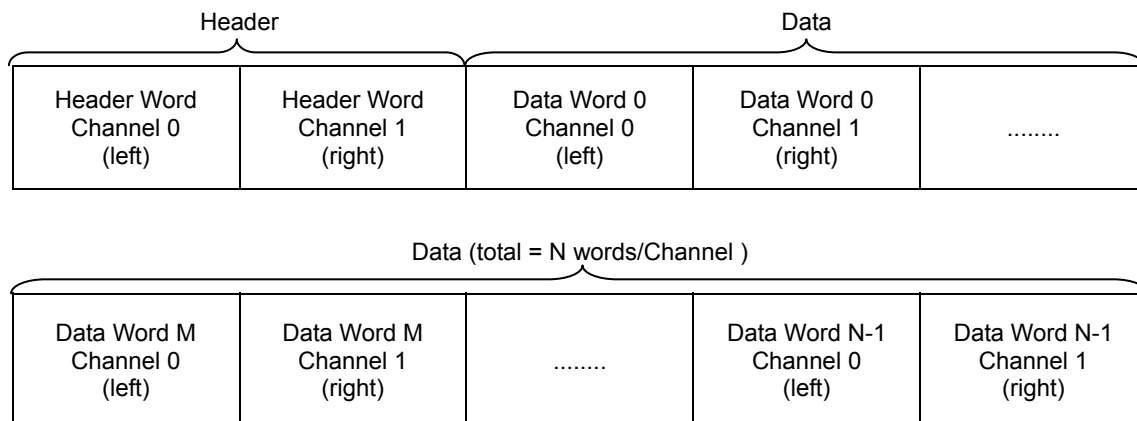 Header
Data
Header Word
Channel 0
(left)
Header Word
Channel 1
(right)
Data Word 0
Channel 0
(left)
Data Word 0
Channel 1
(right)
........
Data (total = N words/Channel )
Data Word M
Channel 0
(left)
Data Word M
Channel 1
(right)
........
Data Word N-1
Channel 0
(left)
Data Word N-1
Channel 1
(right)